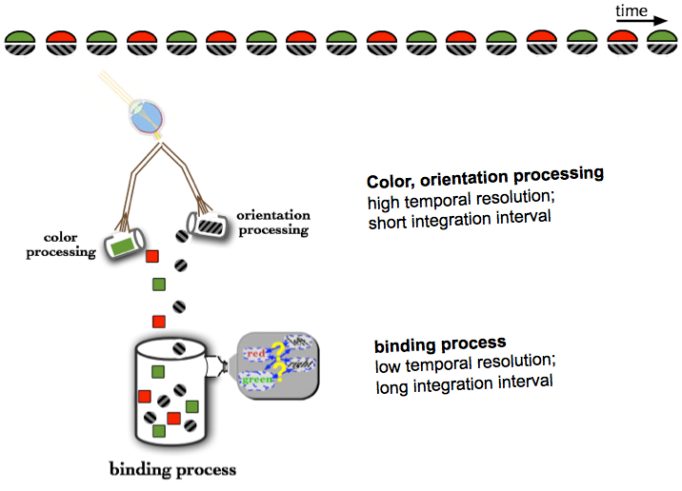 time
Color, orientation processing
high temporal resolution;
short integration interval
orientation
processing
color
processing
binding process
low temporal resolution;
long integration interval
red
green
binding process